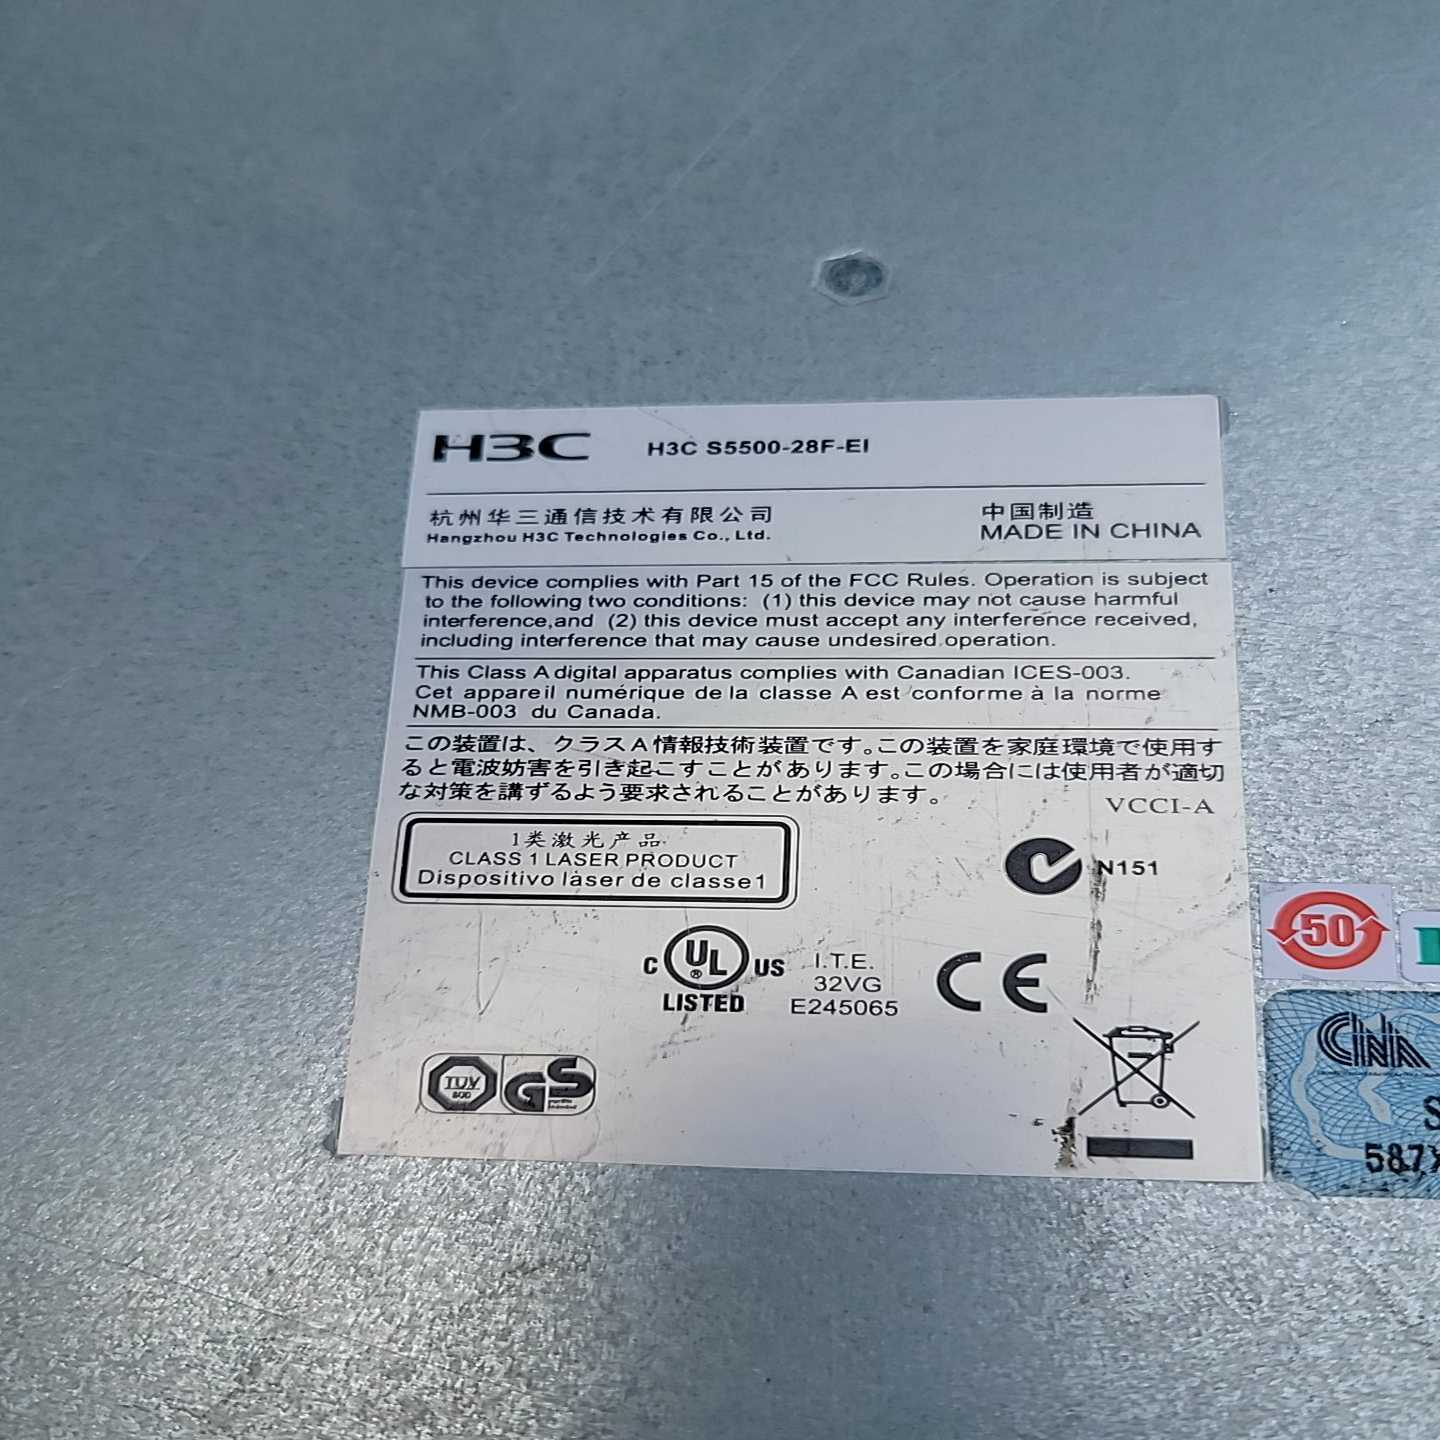 H3C
H3C S5500-28F-EI
杭州华三通信技术有限公司
Hangzhou H3C Technologies Co., Ltd.
中国制造
MADE IN CHINA
This device complies with Part 15 of the FCC Rules. Operation is subject
to the following two conditions: (1) this device may not cause harmful
interference,and (2) this device must accept any interference received,
including interference that may cause undesired operation.
This Class A digital apparatus complies with Canadian ICES-003.
Cet appareil numérique de la classe A est conforme à la norme
NMB-003 du Canada.
この装置は、クラスA情報技術装置です。この装置を家庭環境で使用す
ると電波妨害を引き起こすことがあります。この場合には使用者が適切
な対策を講ずるよう要求されることがあります。
VCCI-A
1类激光产品
CLASS 1 LASER PRODUCT
Dispositivo láser de classe1
N151
C UL US
®
LISTED
I.T.E.
32VG
E245065
CE
TÜV
GS
50
587